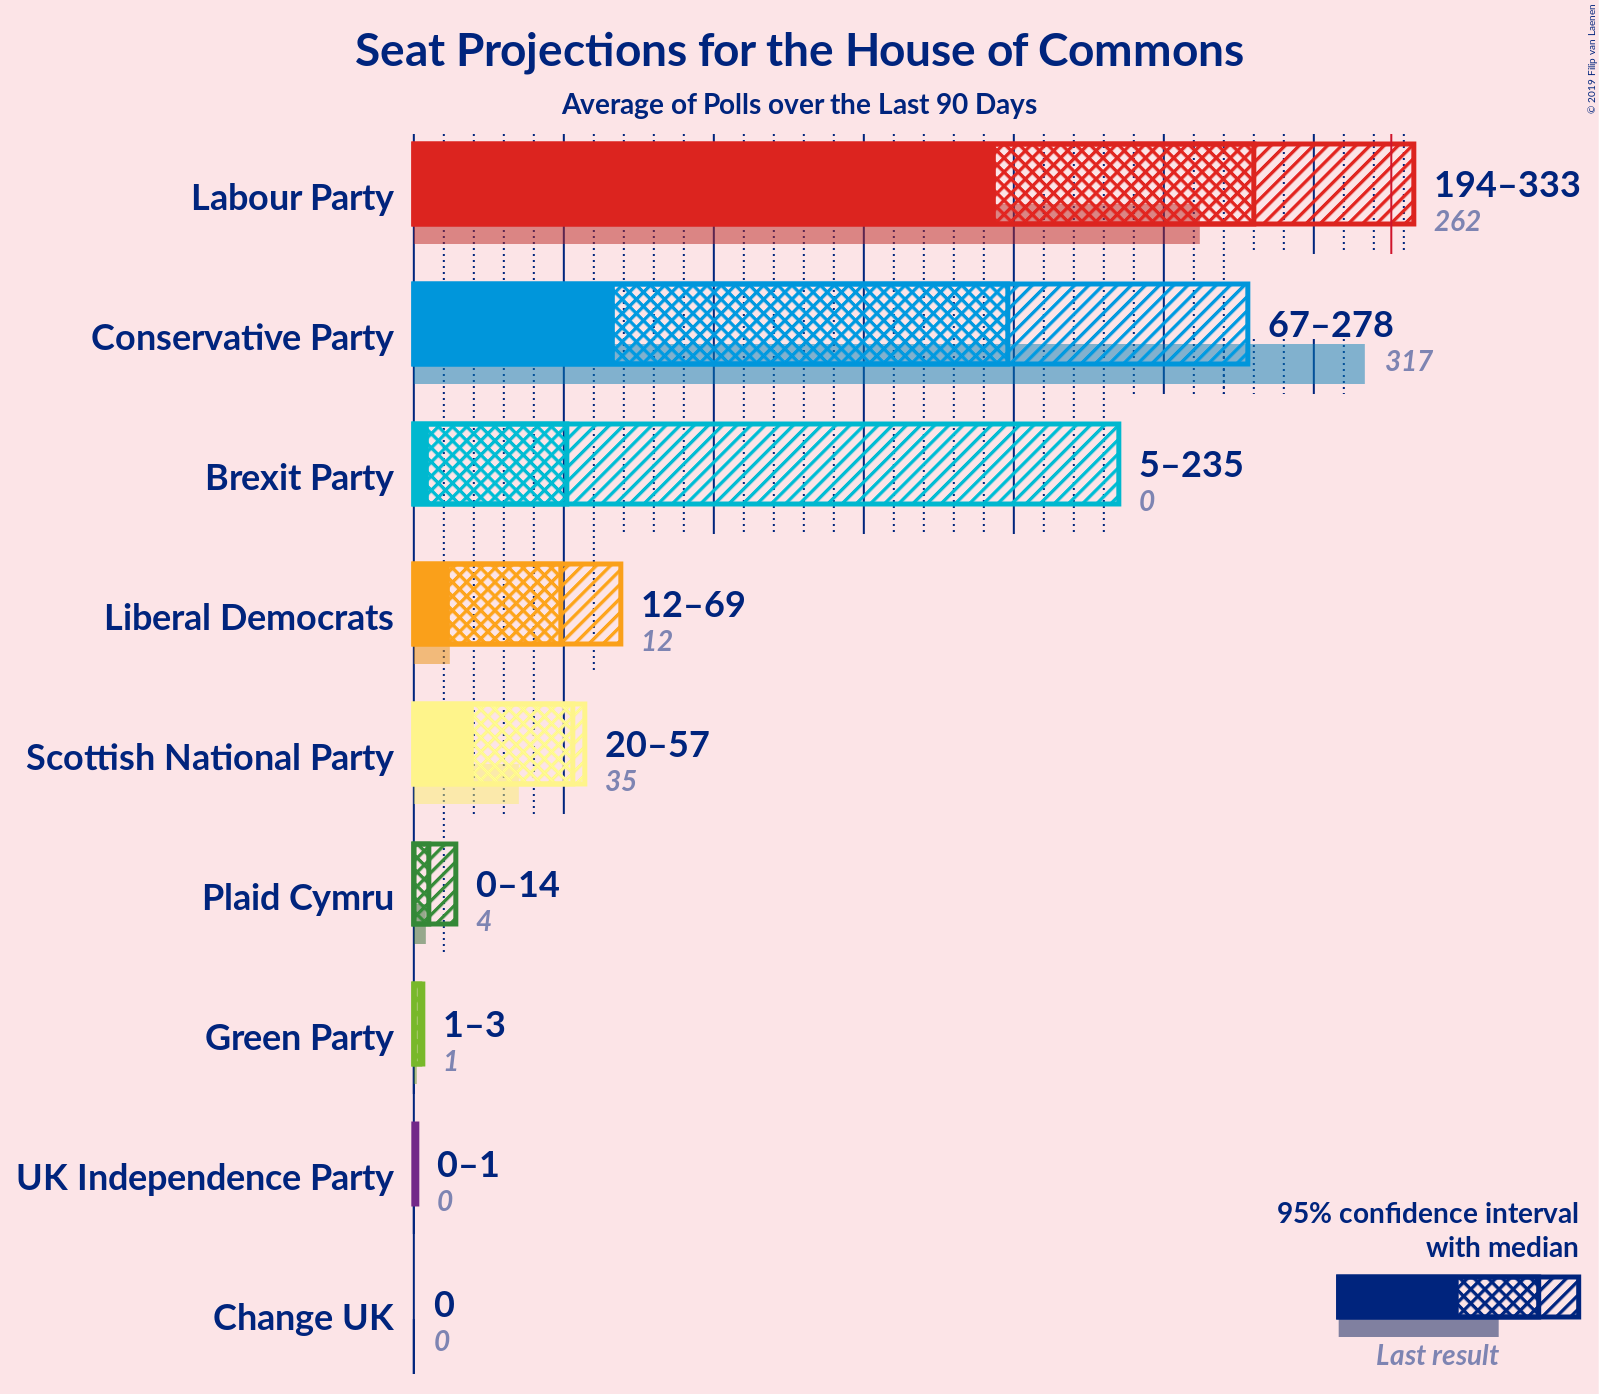 Seat Projections for the House of Commons
Average of Polls over the Last 90 Days
© 2019 Filip van Laenen
Labour Party
194–333
262
Conservative Party
67–278
317
Brexit Party
5–235
0
Liberal Democrats
12–69
12
Scottish National Party
20–57
35
Plaid Cymru
0–14
4
Green Party
1–3
1
UK Independence Party
0–1
0
Change UK
0
0
95% confidence interval
with median
Last result